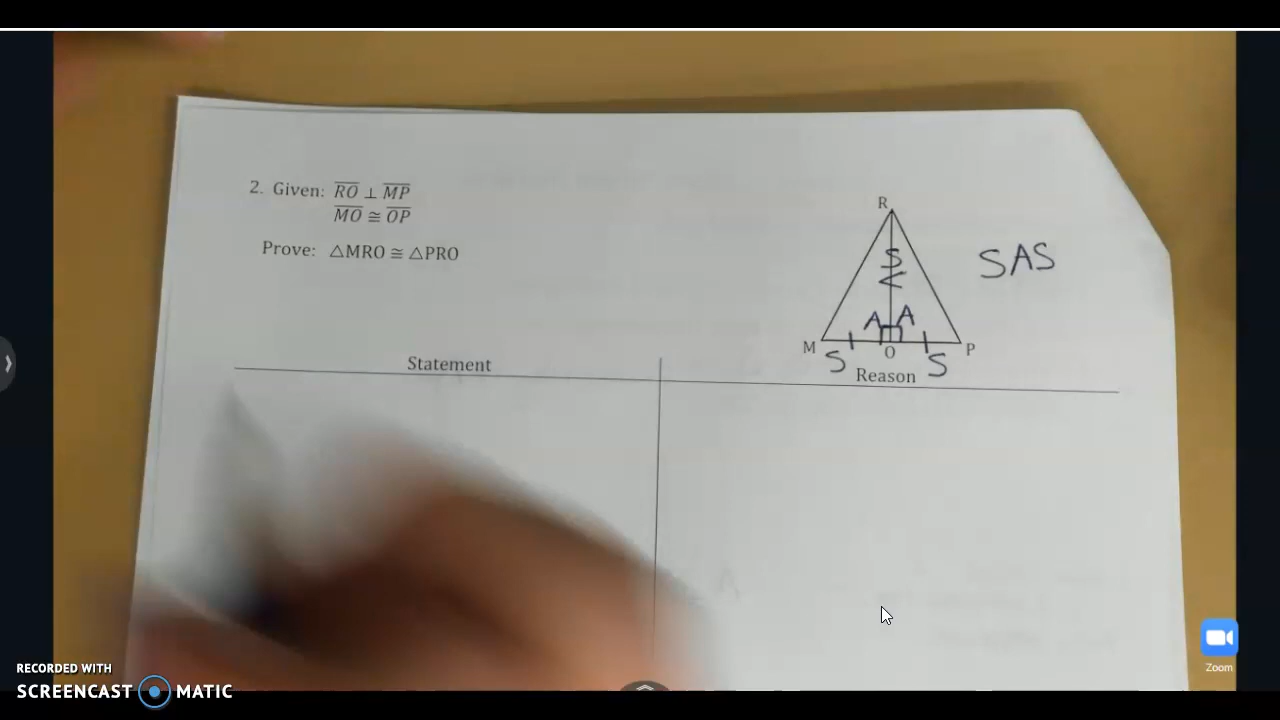 2. Given: RO ⊥ MP
MO ≅ OP
Prove: △MRO ≅ △PRO
R
S
SAS
A A
M O P
S S
Statement Reason
Zoom
RECORDED WITH
SCREENCAST MATIC